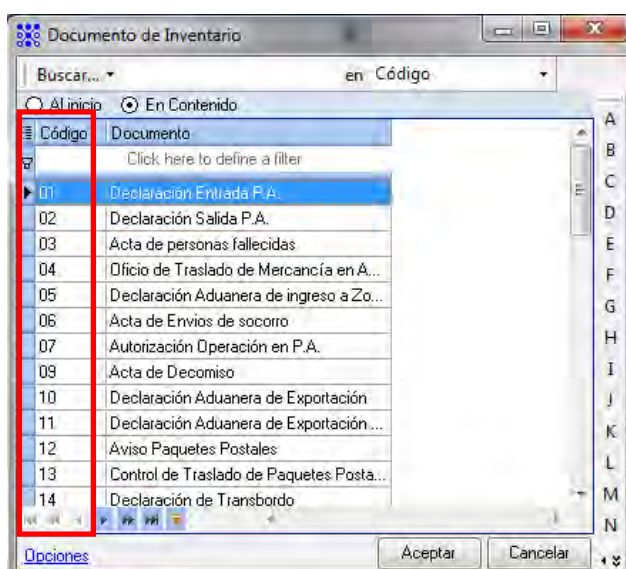 Documento de Inventario
Buscar... en Código
Al inicio En Contenido
Código Documento
Click here to define a filter
01 Declaración Entrada P.A.
02 Declaración Salida P.A.
03 Acta de personas fallecidas
04 Oficio de Traslado de Mercancía en A...
05 Declaración Aduanera de ingreso a Zo...
06 Acta de Envios de socorro
07 Autorización Operación en P.A.
09 Acta de Decomiso
10 Declaración Aduanera de Exportación
11 Declaración Aduanera de Exportación ...
12 Aviso Paquetes Postales
13 Control de Traslado de Paquetes Posta...
14 Declaración de Transbordo
Opciones Aceptar Cancelar
A
B
C
D
E
F
G
H
I
J
K
L
M
N